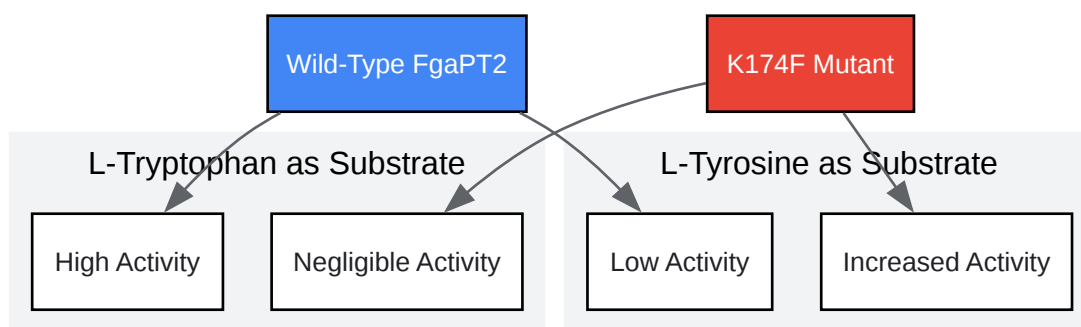 Wild-Type FgaPT2
K174F Mutant
L-Tryptophan as Substrate
L-Tyrosine as Substrate
High Activity
Negligible Activity
Low Activity
Increased Activity